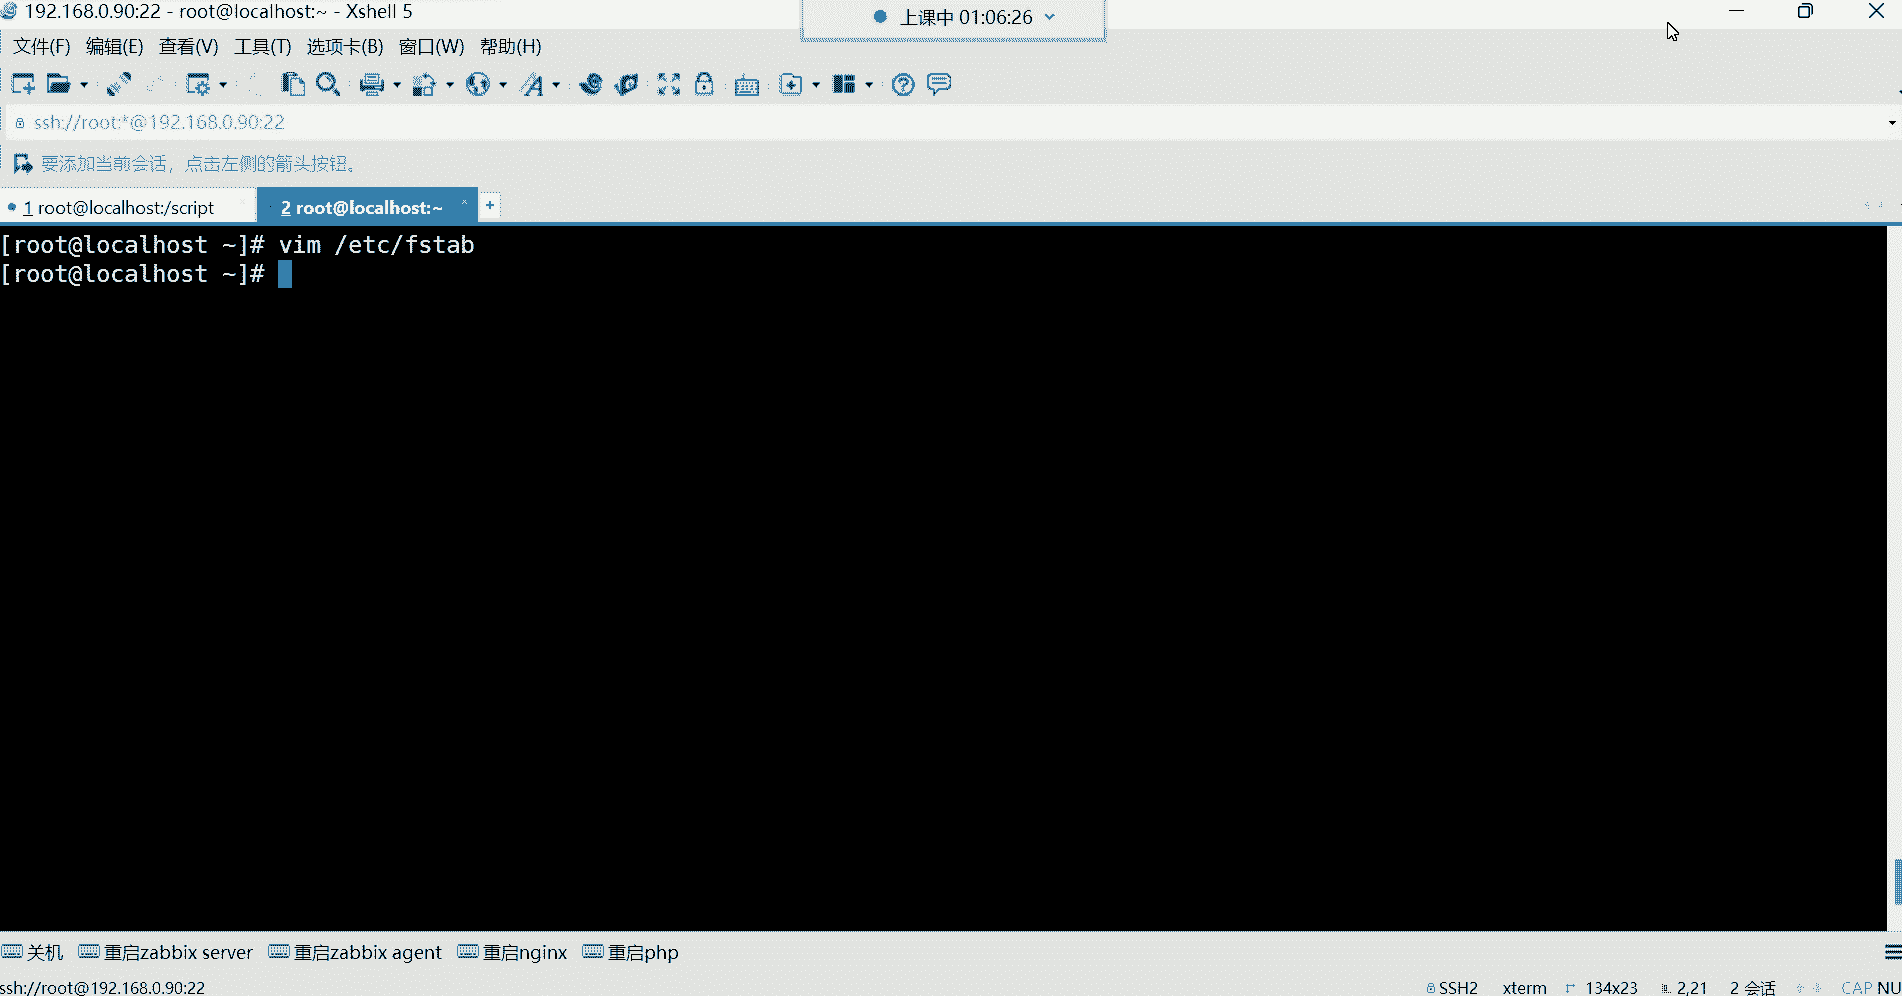 192.168.0.90:22 - root@localhost:~ - Xshell 5
上课中 01:06:26
文件(F) 编辑(E) 查看(V) 工具(T) 选项卡(B) 窗口(W) 帮助(H)
ssh://root:*@192.168.0.90:22
要添加当前会话，点击左侧的箭头按钮。
1 root@localhost:/script
2 root@localhost:~
[root@localhost ~]# vim /etc/fstab
[root@localhost ~]#
关机 重启zabbix server 重启zabbix agent 重启nginx 重启php
ssh://root@192.168.0.90:22 SSH2 xterm 134x23 2,21 2 会话 CAP NU